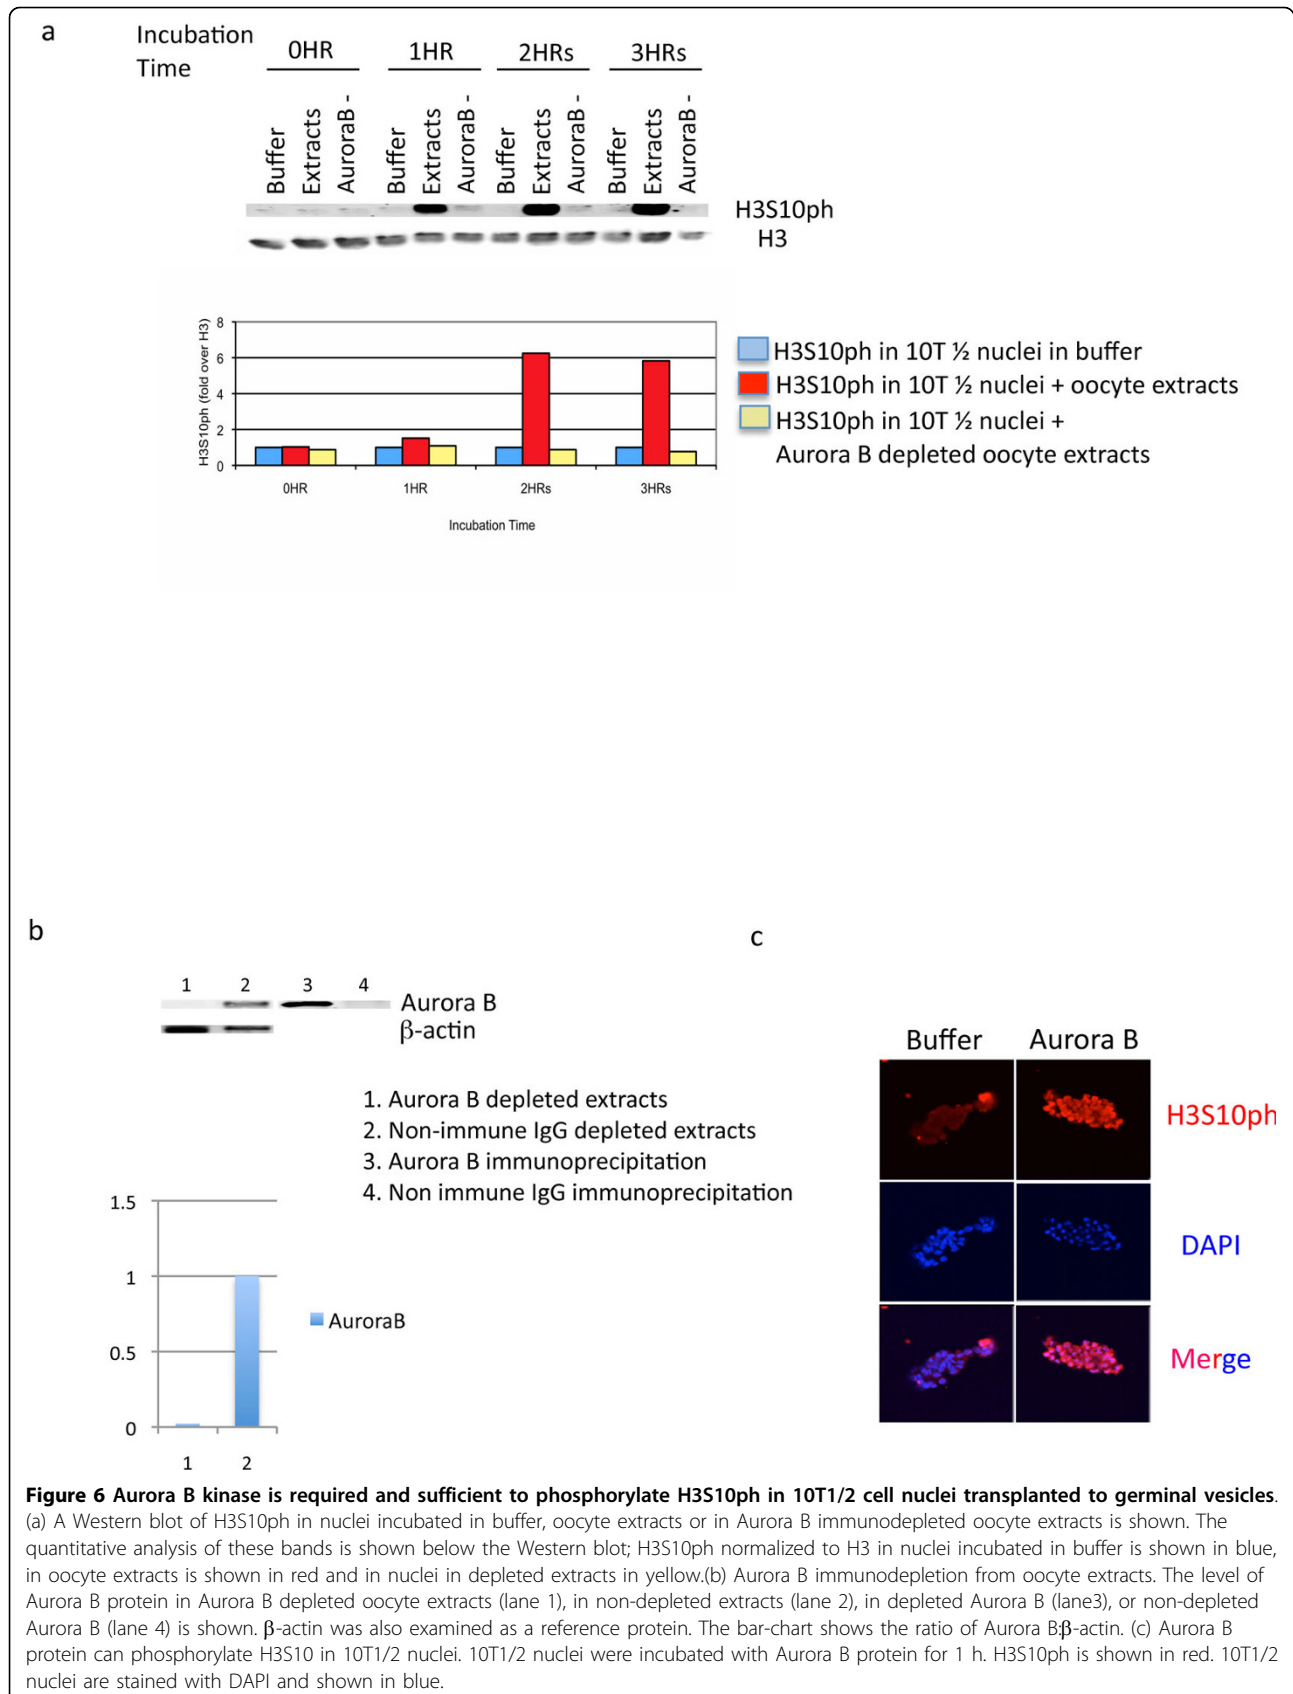 a
Incubation
Time
0HR 1HR 2HRs 3HRs
Buffer Extracts AuroraB - Buffer Extracts AuroraB - Buffer Extracts AuroraB - Buffer Extracts AuroraB -
H3S10ph
H3
H3S10ph (fold over H3)
8
6
4
2
0
0HR 1HR 2HRs 3HRs
Incubation Time
H3S10ph in 10T ½ nuclei in buffer
H3S10ph in 10T ½ nuclei + oocyte extracts
H3S10ph in 10T ½ nuclei +
Aurora B depleted oocyte extracts
b
1 2 3 4
Aurora B
β-actin
1. Aurora B depleted extracts
2. Non-immune IgG depleted extracts
3. Aurora B immunoprecipitation
4. Non immune IgG immunoprecipitation
1.5
1
0.5
0
1 2
AuroraB
c
Buffer Aurora B
H3S10ph
DAPI
Merge
Figure 6 Aurora B kinase is required and sufficient to phosphorylate H3S10ph in 10T1/2 cell nuclei transplanted to germinal vesicles.
(a) A Western blot of H3S10ph in nuclei incubated in buffer, oocyte extracts or in Aurora B immunodepleted oocyte extracts is shown. The
quantitative analysis of these bands is shown below the Western blot; H3S10ph normalized to H3 in nuclei incubated in buffer is shown in blue,
in oocyte extracts is shown in red and in nuclei in depleted extracts in yellow.(b) Aurora B immunodepletion from oocyte extracts. The level of
Aurora B protein in Aurora B depleted oocyte extracts (lane 1), in non-depleted extracts (lane 2), in depleted Aurora B (lane3), or non-depleted
Aurora B (lane 4) is shown. β-actin was also examined as a reference protein. The bar-chart shows the ratio of Aurora B:β-actin. (c) Aurora B
protein can phosphorylate H3S10 in 10T1/2 nuclei. 10T1/2 nuclei were incubated with Aurora B protein for 1 h. H3S10ph is shown in red. 10T1/2
nuclei are stained with DAPI and shown in blue.